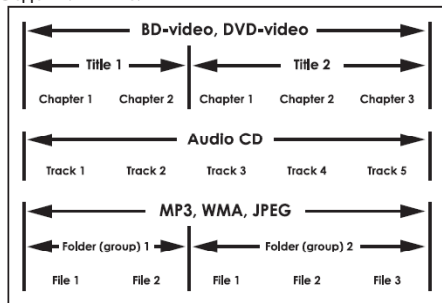 BD-video, DVD-video
Title 1 Title 2
Chapter 1 Chapter 2 Chapter 1 Chapter 2 Chapter 3
Audio CD
Track 1 Track 2 Track 3 Track 4 Track 5
MP3, WMA, JPEG
Folder (group) 1 Folder (group) 2
File 1 File 2 File 1 File 2 File 3